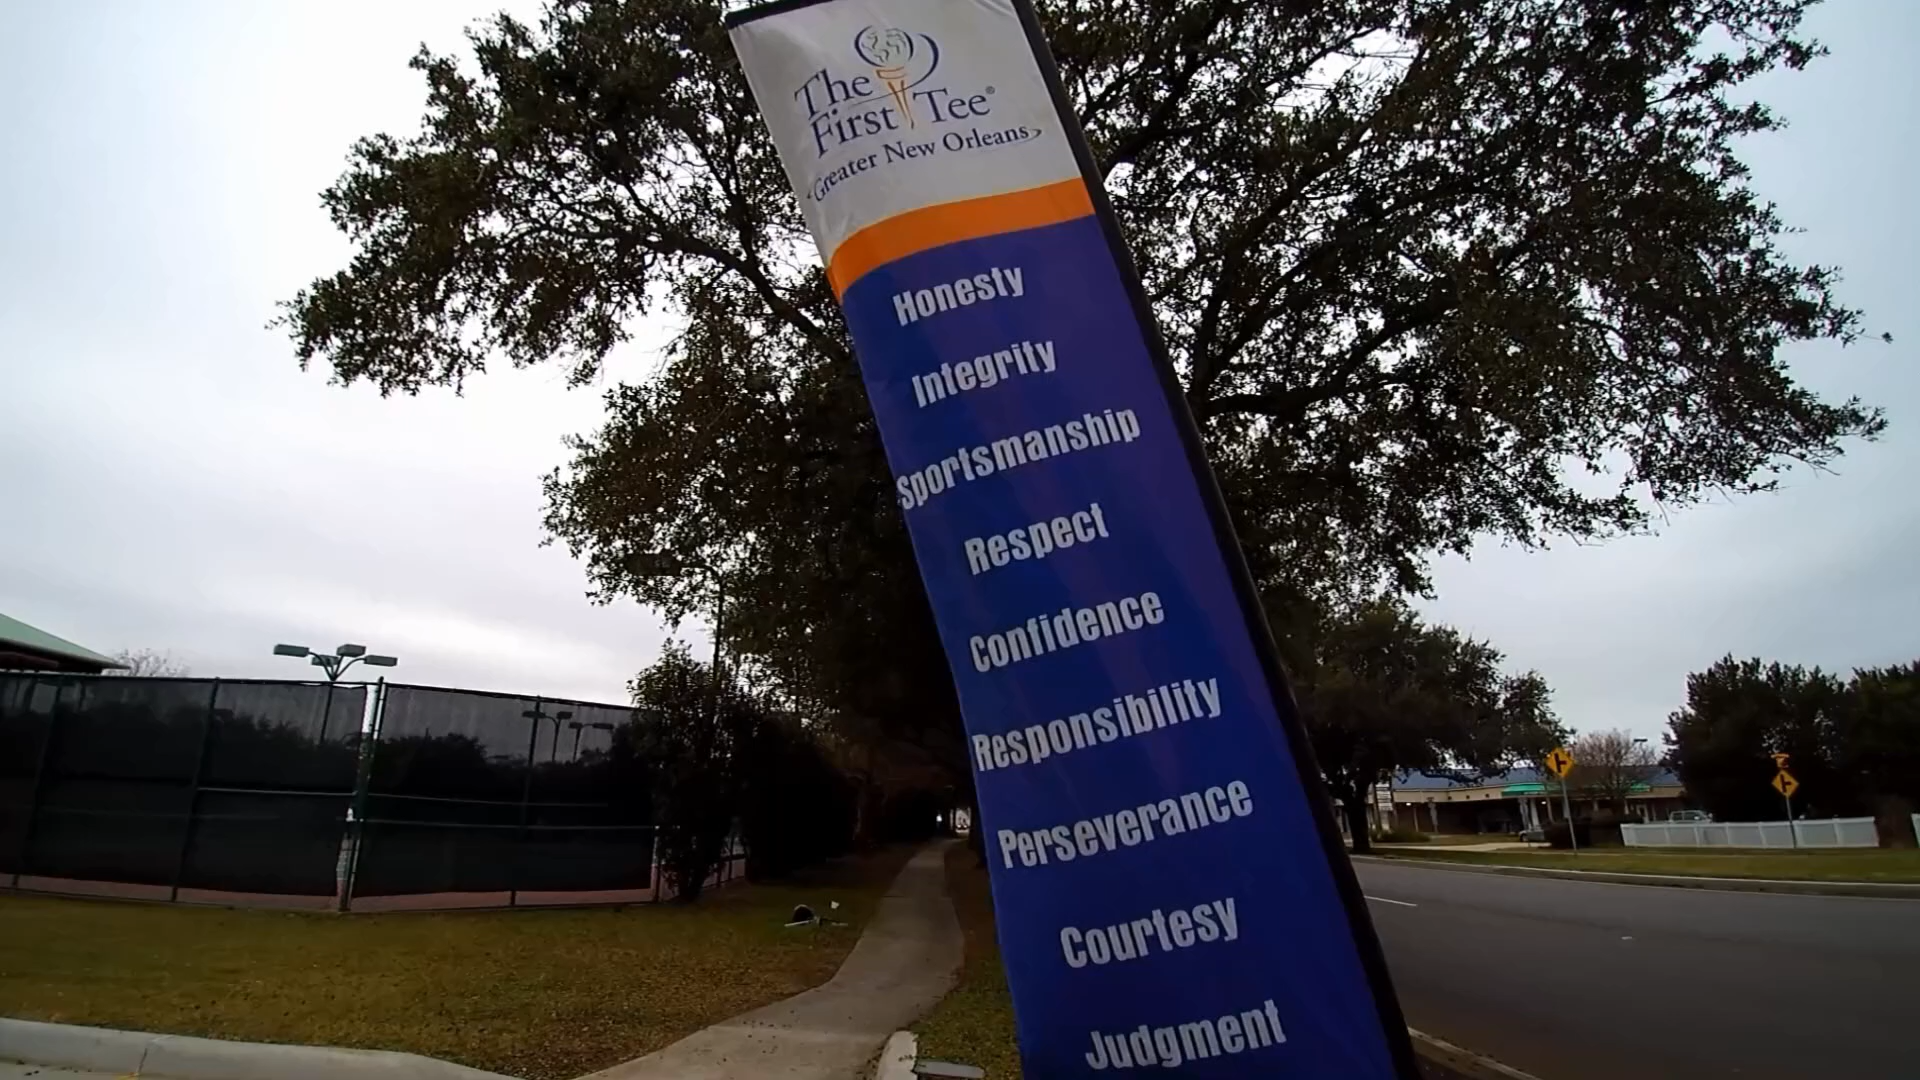 The
First Tee®
Greater New Orleans
Honesty
Integrity
Sportsmanship
Respect
Confidence
Responsibility
Perseverance
Courtesy
Judgment